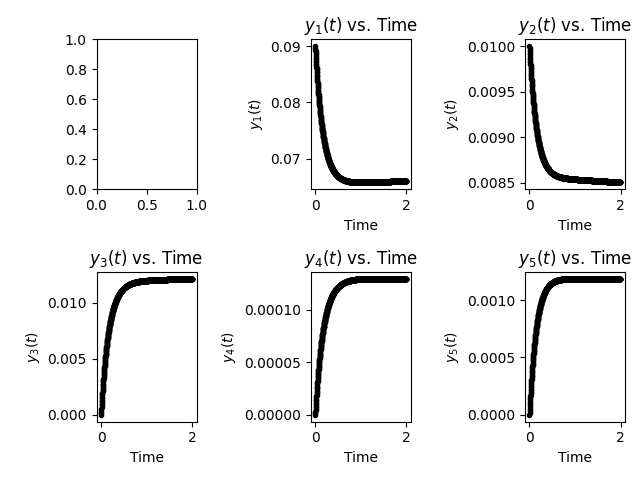 y₁(t) vs. Time
y₂(t) vs. Time
1.0
0.8
0.6
0.4
0.2
0.0
0.0 0.5 1.0
y₁(t)
0.09
0.08
0.07
0 2
Time
y₂(t)
0.0100
0.0095
0.0090
0.0085
0 2
Time
y₃(t) vs. Time
y₄(t) vs. Time
y₅(t) vs. Time
y₃(t)
0.010
0.005
0.000
0 2
Time
y₄(t)
0.00010
0.00005
0.00000
0 2
Time
y₅(t)
0.0010
0.0005
0.0000
0 2
Time